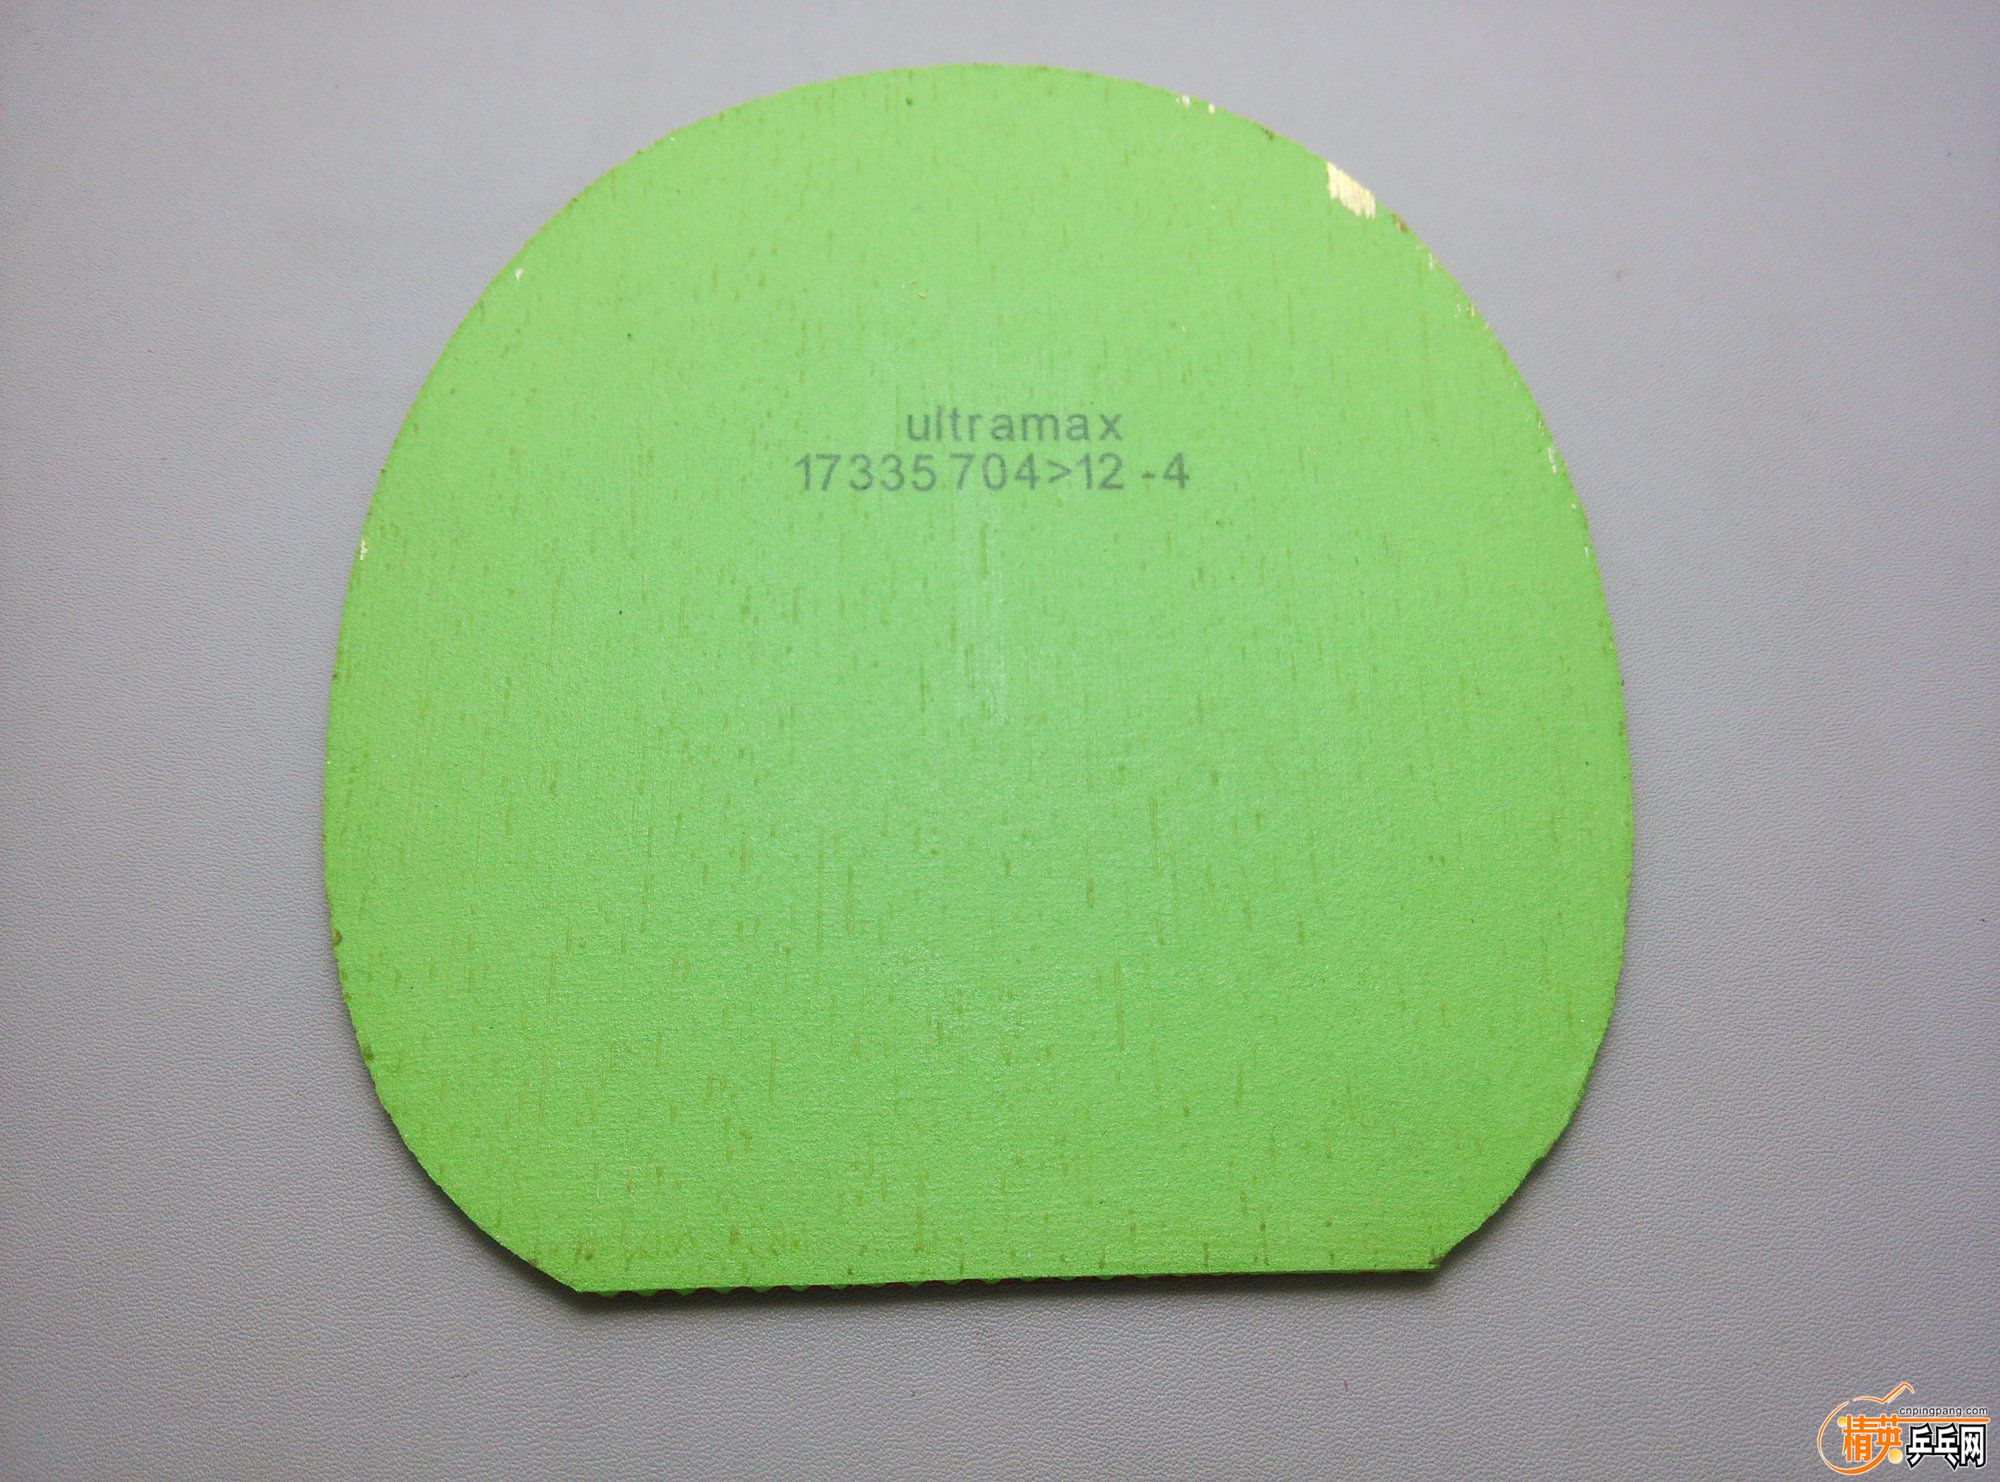 ultramax
17335 704>12 -4
cnpingpang.com
精英乒乓网